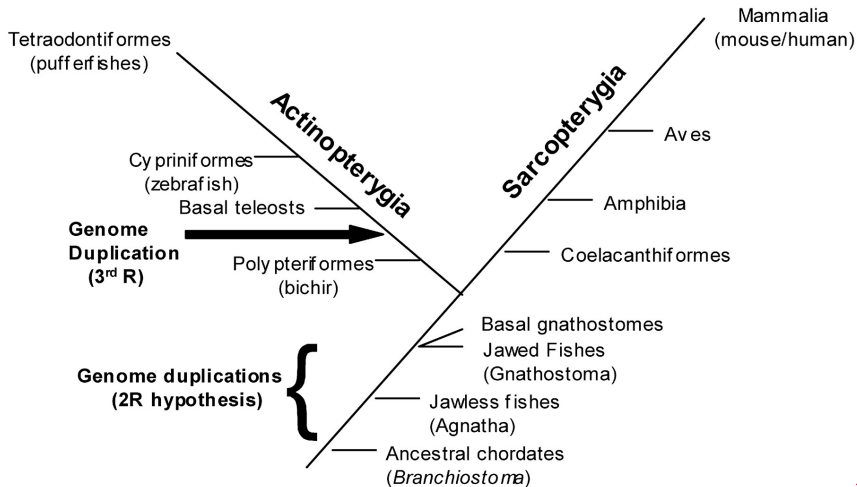 Mammalia
(mouse/human)
Tetraodontiformes
(pufferfishes)
Actinopterygia
Sarcopterygia
Aves
Cypriniformes
(zebrafish)
Basal teleosts
Amphibia
Genome
Duplication
(3rd R)
Polypteriformes
(bichir)
Coelacanthiformes
Basal gnathostomes
Jawed Fishes
(Gnathostoma)
Genome duplications
(2R hypothesis)
{
Jawless fishes
(Agnatha)
Ancestral chordates
(Branchiostoma)